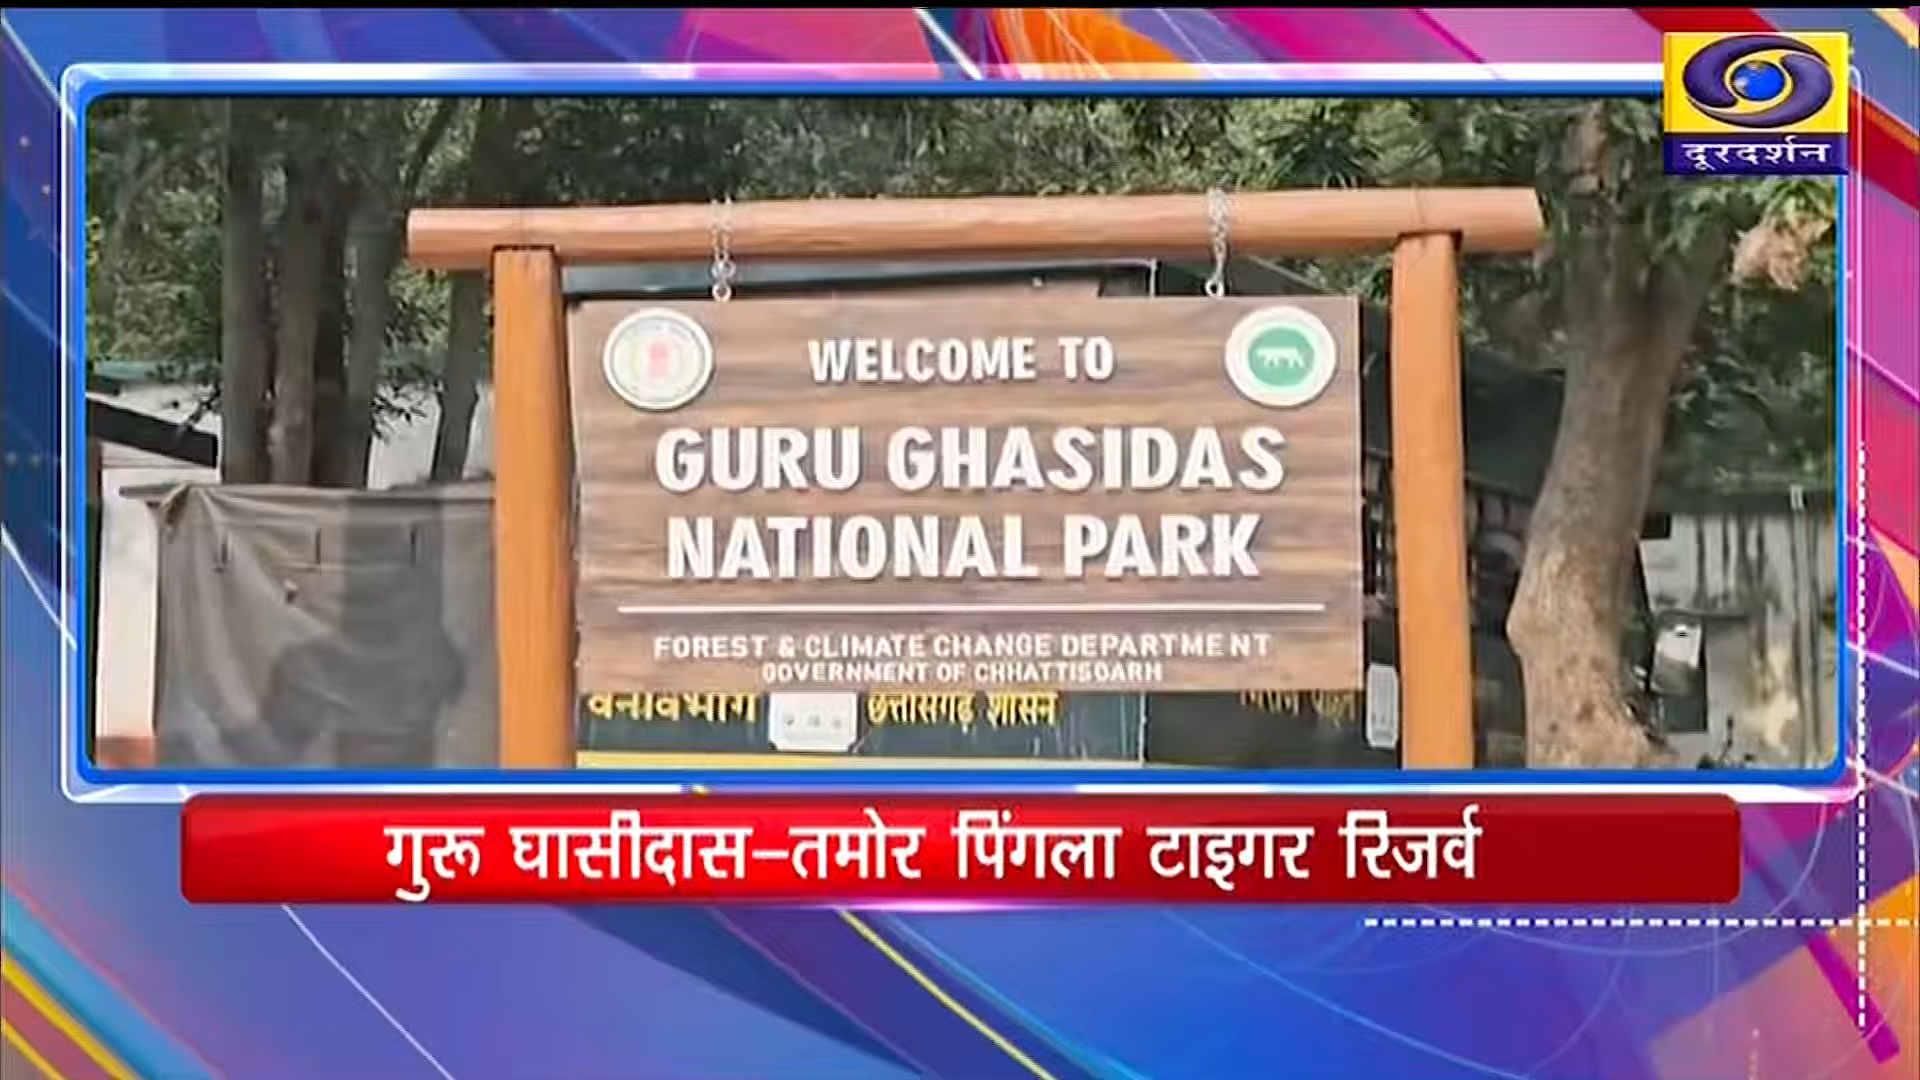 दूरदर्शन
WELCOME TO
GURU GHASIDAS
NATIONAL PARK
FOREST & CLIMATE CHANGE DEPARTMENT
GOVERNMENT OF CHHATTISGARH
वनविभाग छत्तीसगढ़ शासन
गुरू घासीदास–तमोर पिंगला टाइगर रिजर्व